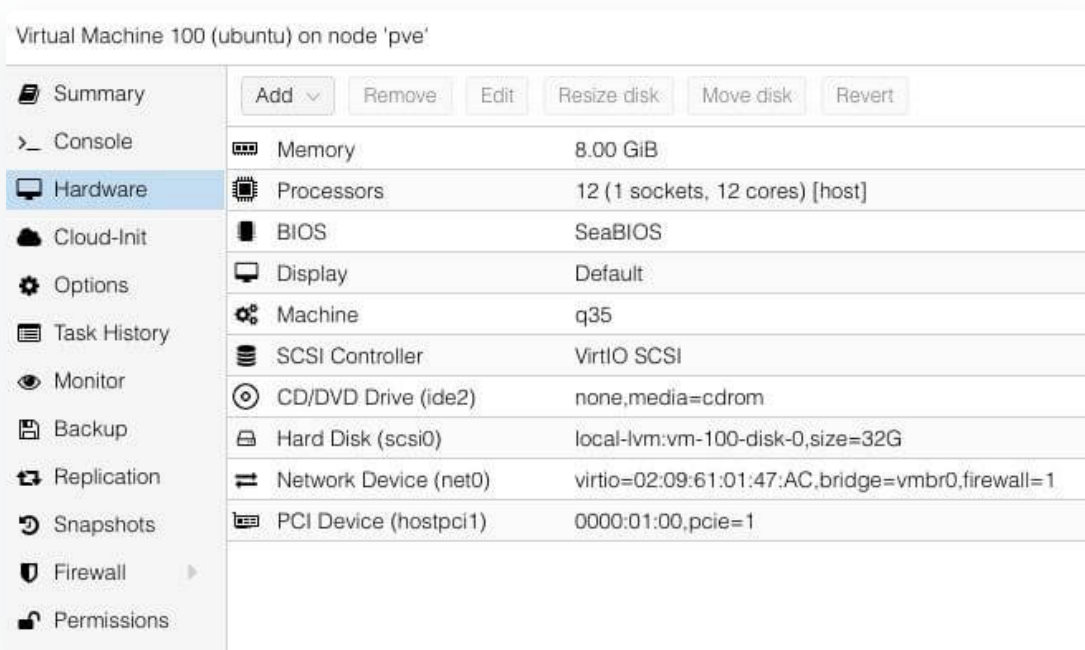 Virtual Machine 100 (ubuntu) on node 'pve'
Summary
Console
Hardware
Cloud-Init
Options
Task History
Monitor
Backup
Replication
Snapshots
Firewall
Permissions
Add Remove Edit Resize disk Move disk Revert
Memory 8.00 GiB
Processors 12 (1 sockets, 12 cores) [host]
BIOS SeaBIOS
Display Default
Machine q35
SCSI Controller VirtIO SCSI
CD/DVD Drive (ide2) none,media=cdrom
Hard Disk (scsi0) local-lvm:vm-100-disk-0,size=32G
Network Device (net0) virtio=02:09:61:01:47:AC,bridge=vmbr0,firewall=1
PCI Device (hostpci1) 0000:01:00,pcie=1